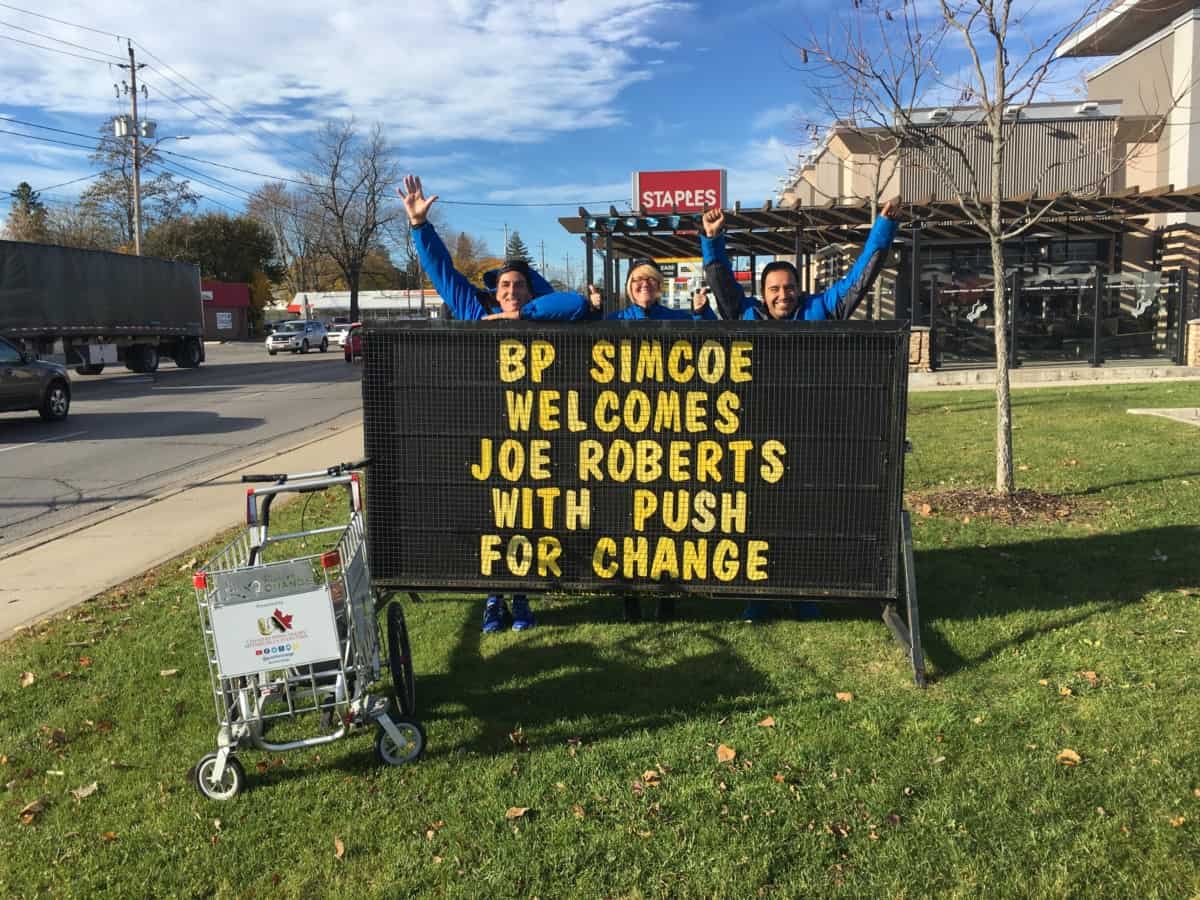 STAPLES
BP SIMCOE
WELCOMES
JOE ROBERTS
WITH PUSH
FOR CHANGE